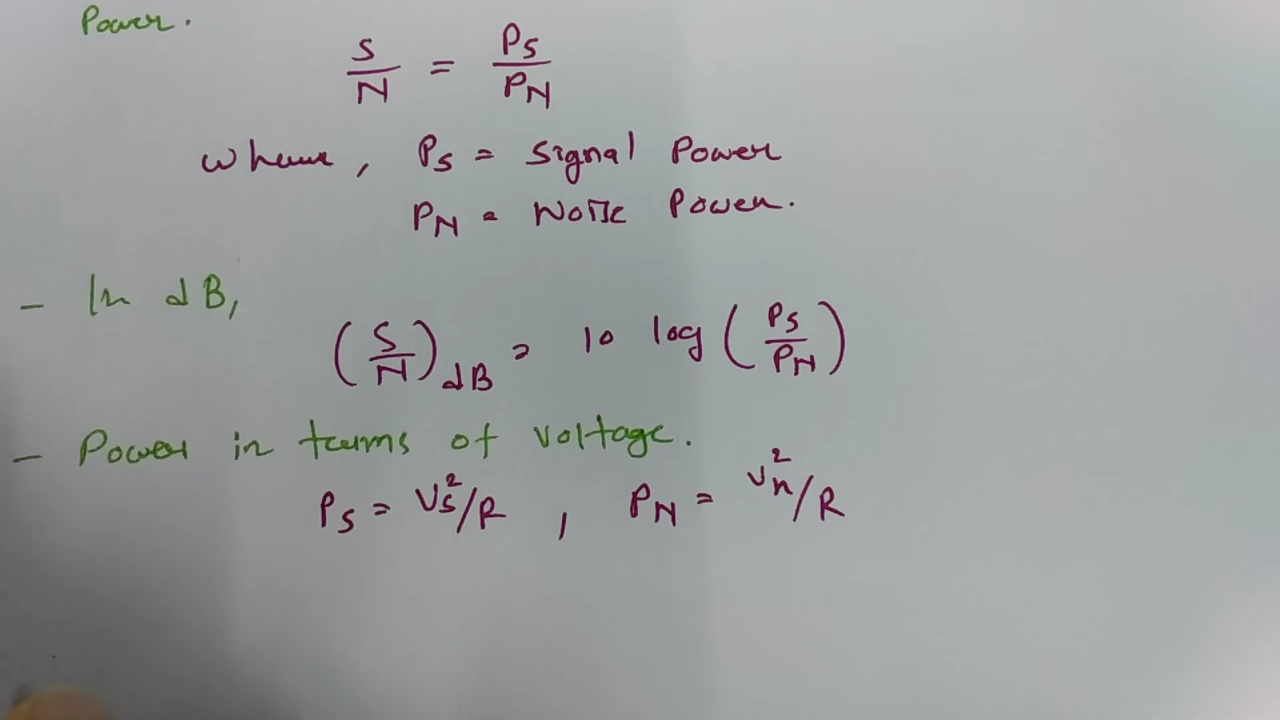 Power.
S/N = PS/PN
where, PS = Signal Power
PN = Noise Power.
- In dB,
(S/N)dB = 10 log (PS/PN)
- Power in terms of voltage.
PS = VS²/R , PN = Vn²/R